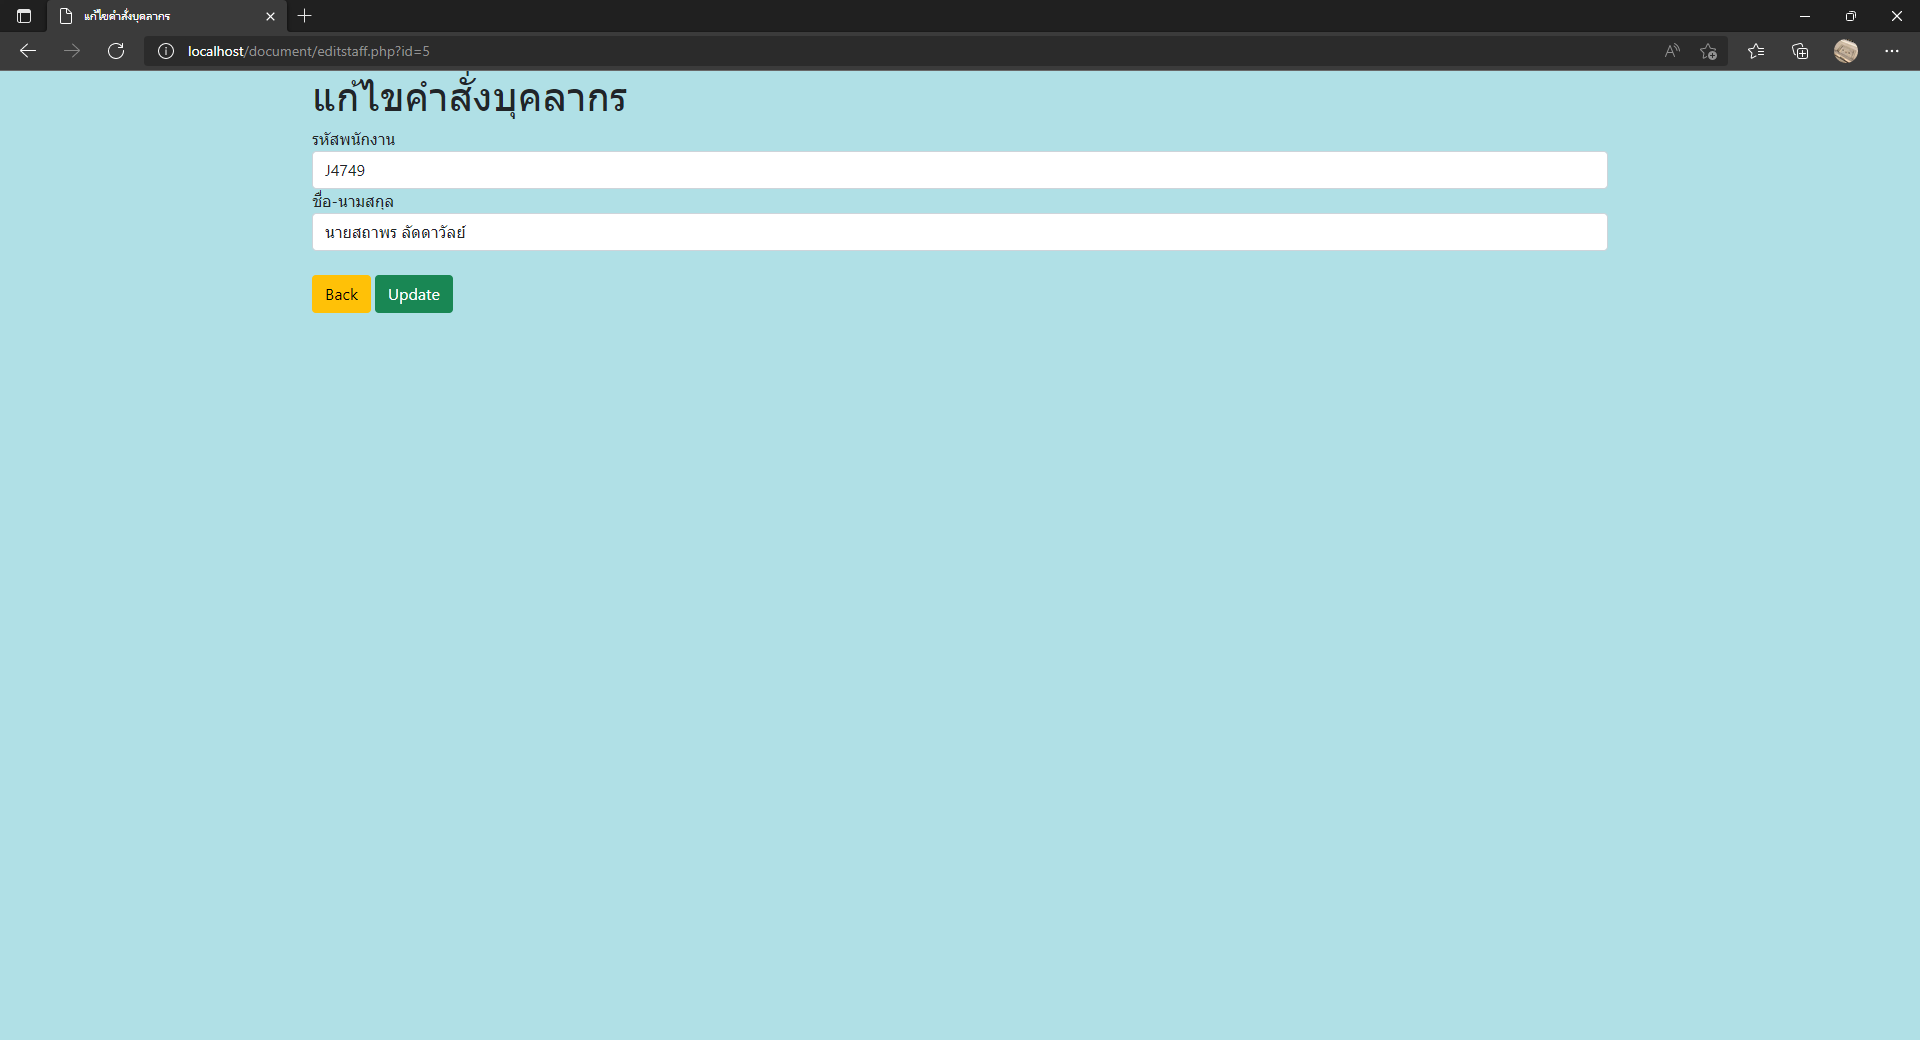 แก้ไขคำสั่งบุคลากร
localhost/document/editstaff.php?id=5
แก้ไขคำสั่งบุคลากร
รหัสพนักงาน
J4749
ชื่อ-นามสกุล
นายสถาพร ลัดดาวัลย์
Back Update